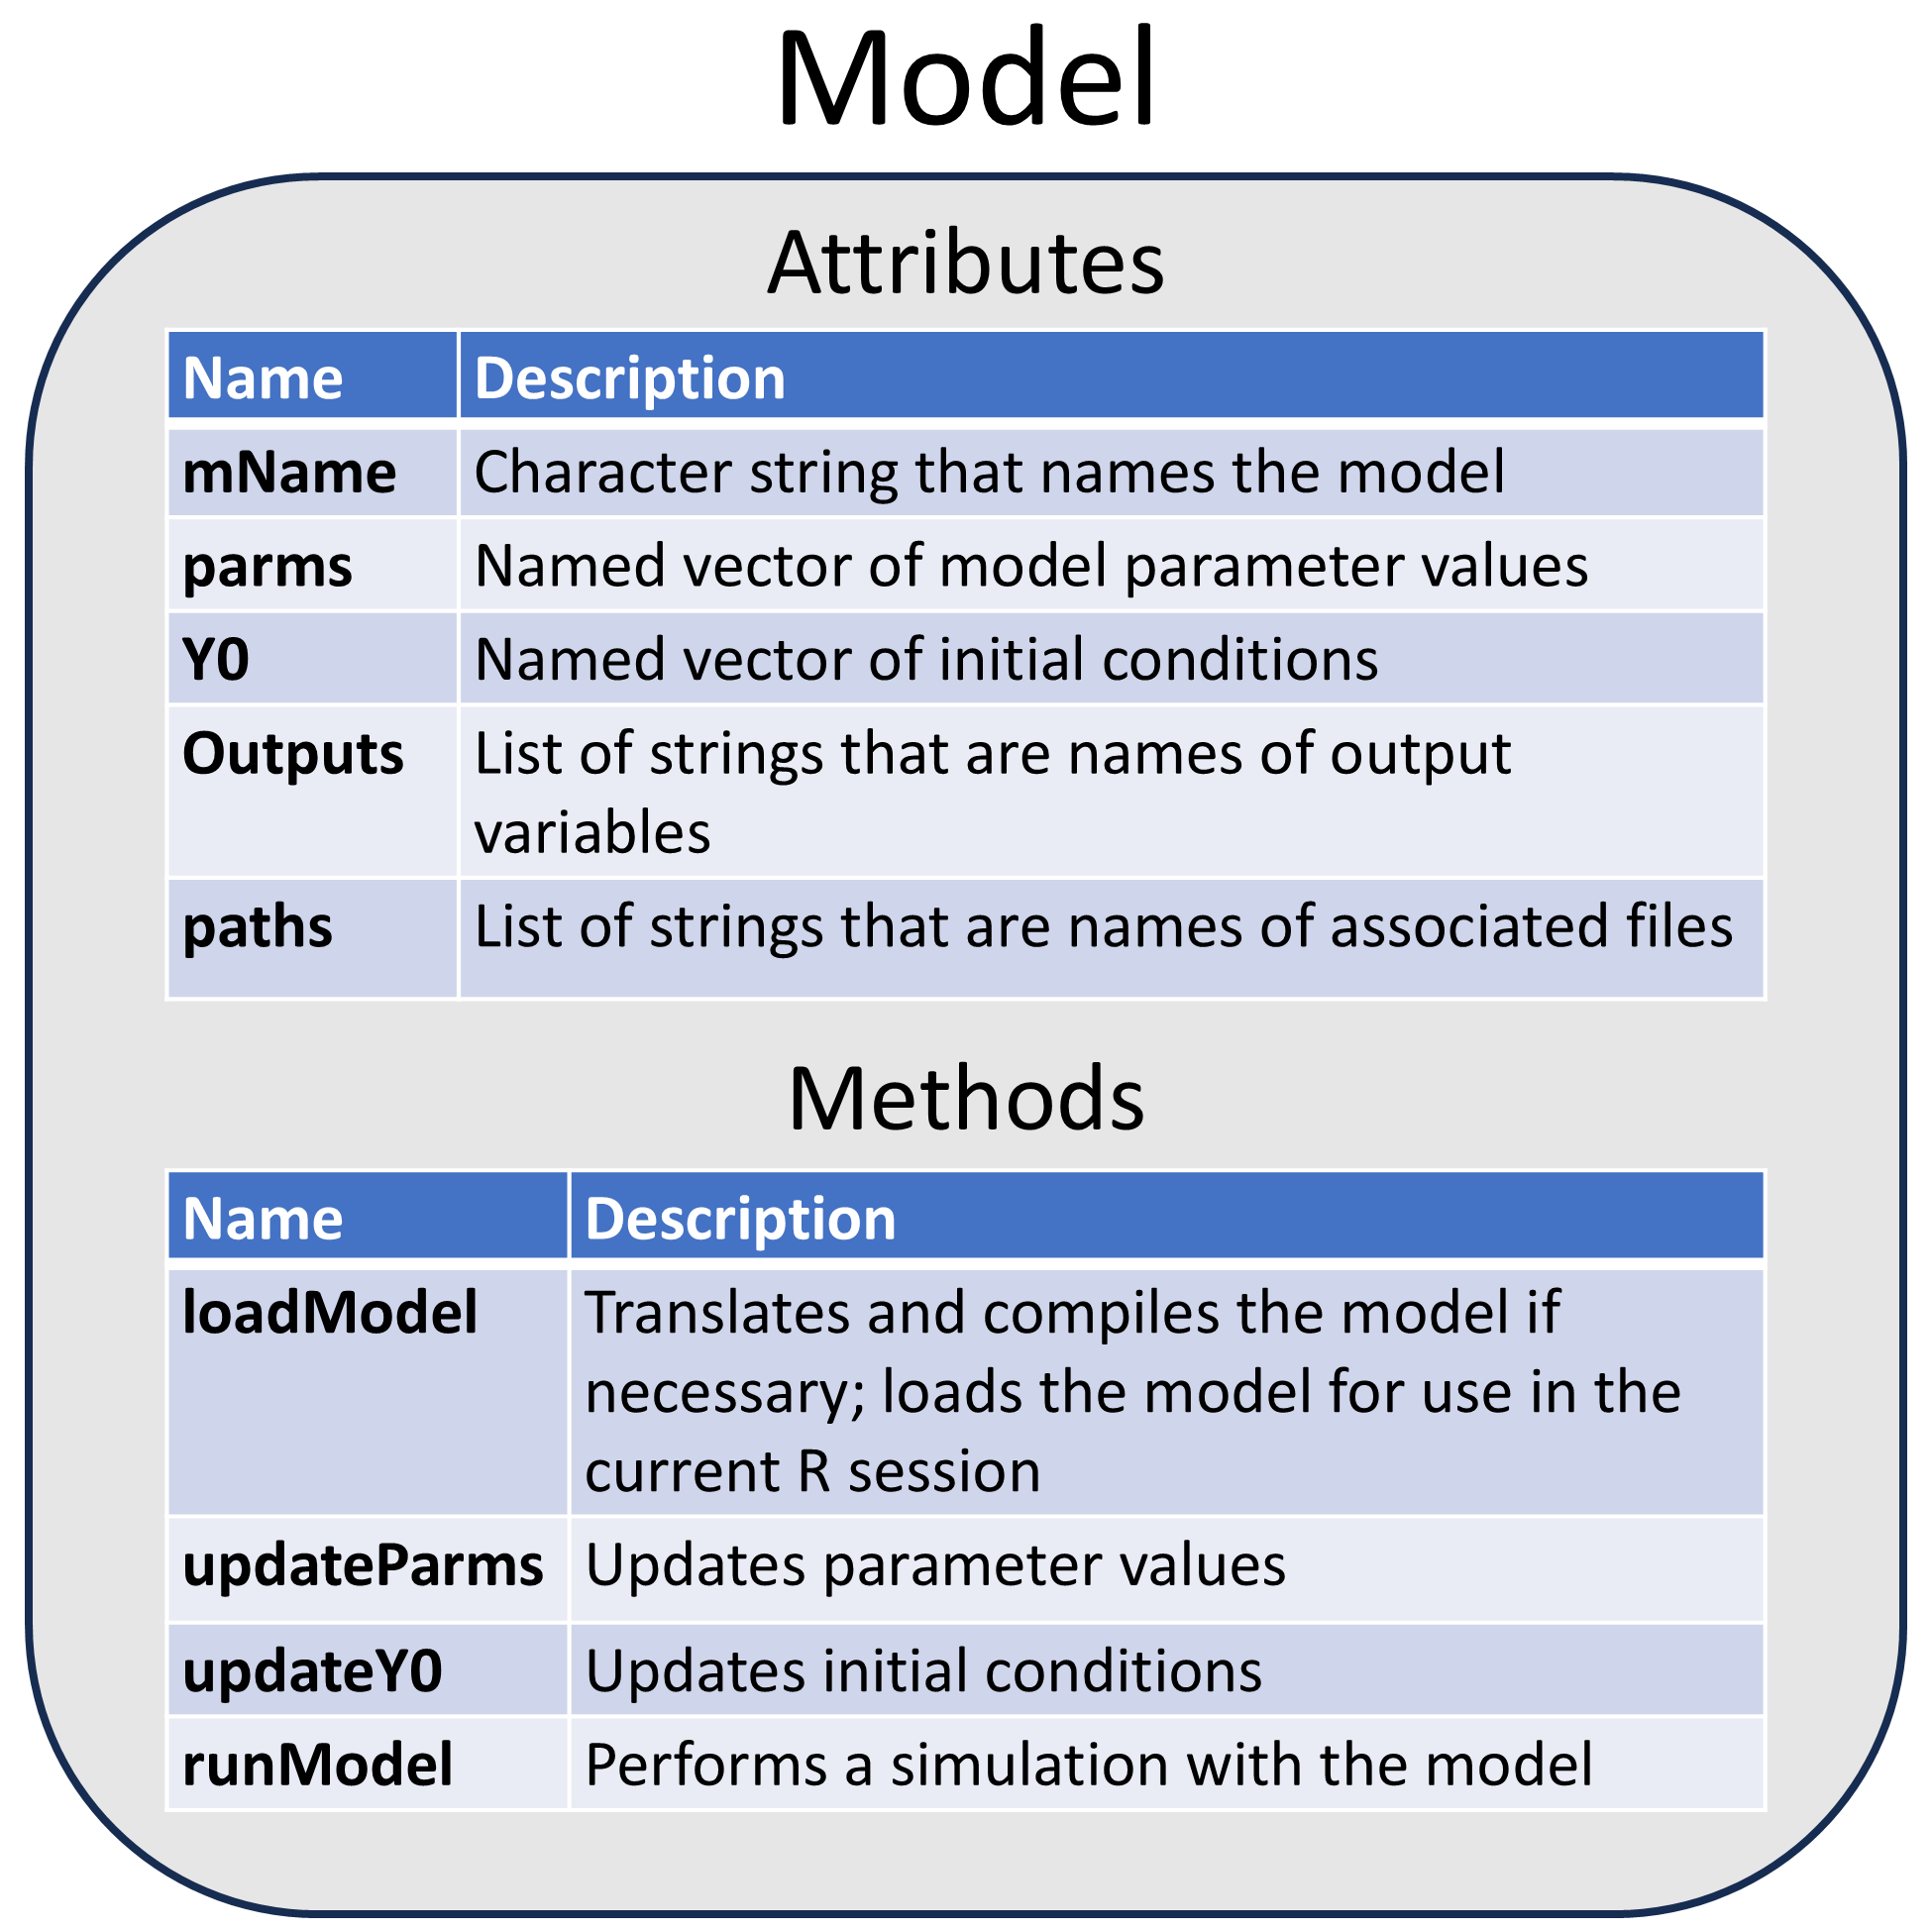 Model
Attributes
Name Description
mName Character string that names the model
parms Named vector of model parameter values
Y0 Named vector of initial conditions
Outputs List of strings that are names of output
variables
paths List of strings that are names of associated files
Methods
Name Description
loadModel Translates and compiles the model if
necessary; loads the model for use in the
current R session
updateParms Updates parameter values
updateY0 Updates initial conditions
runModel Performs a simulation with the model